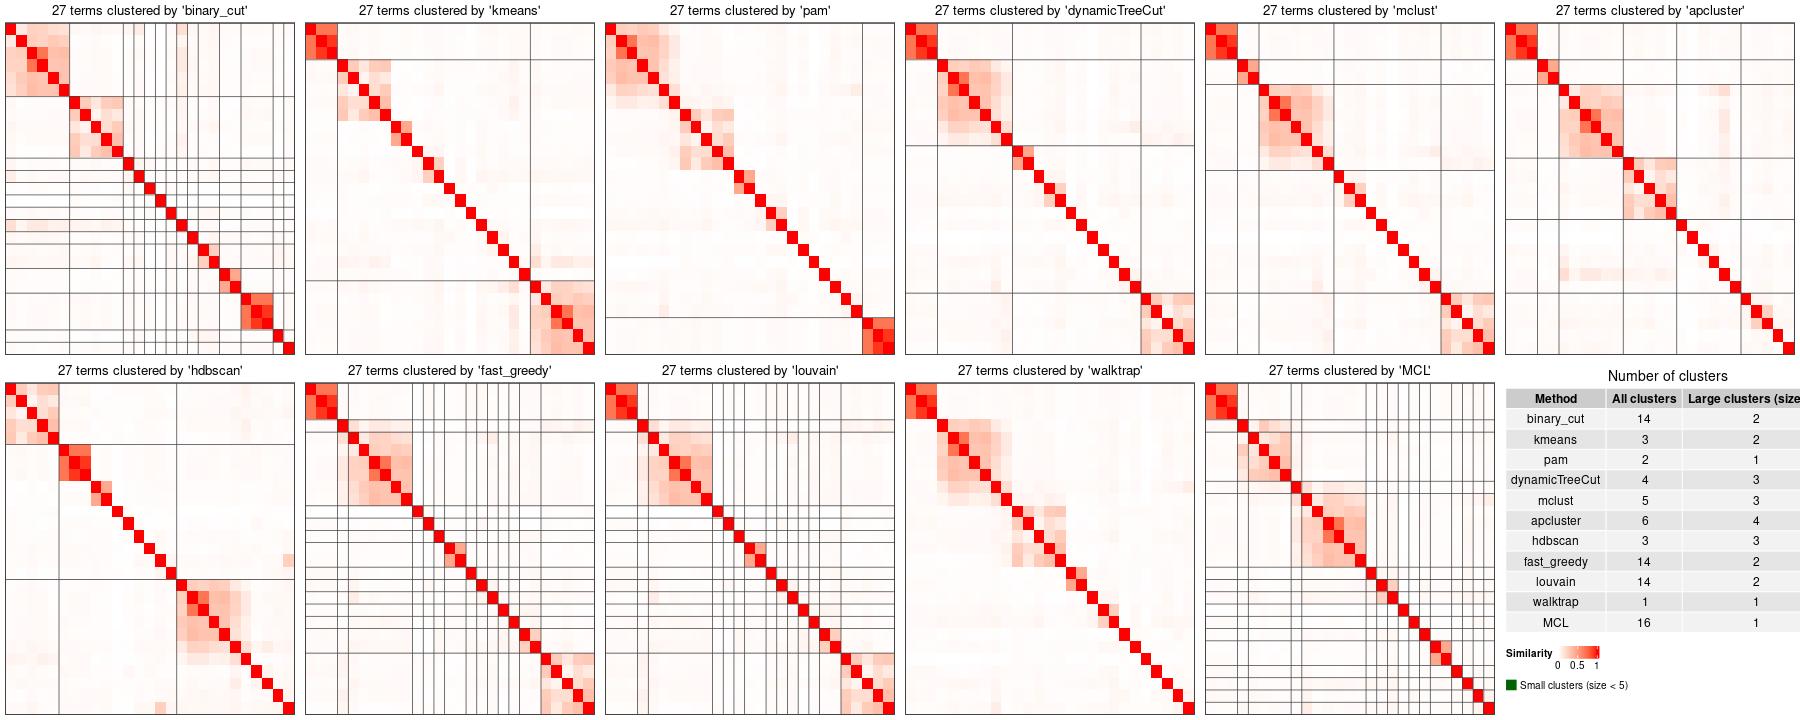 27 terms clustered by 'binary_cut'
27 terms clustered by 'kmeans'
27 terms clustered by 'pam'
27 terms clustered by 'dynamicTreeCut'
27 terms clustered by 'mclust'
27 terms clustered by 'apcluster'
27 terms clustered by 'hdbscan'
27 terms clustered by 'fast_greedy'
27 terms clustered by 'louvain'
27 terms clustered by 'walktrap'
27 terms clustered by 'MCL'
Number of clusters
Method All clusters Large clusters (size
binary_cut 14 2
kmeans 3 2
pam 2 1
dynamicTreeCut 4 3
mclust 5 3
apcluster 6 4
hdbscan 3 3
fast_greedy 14 2
louvain 14 2
walktrap 1 1
MCL 16 1
Similarity
0 0.5 1
Small clusters (size < 5)